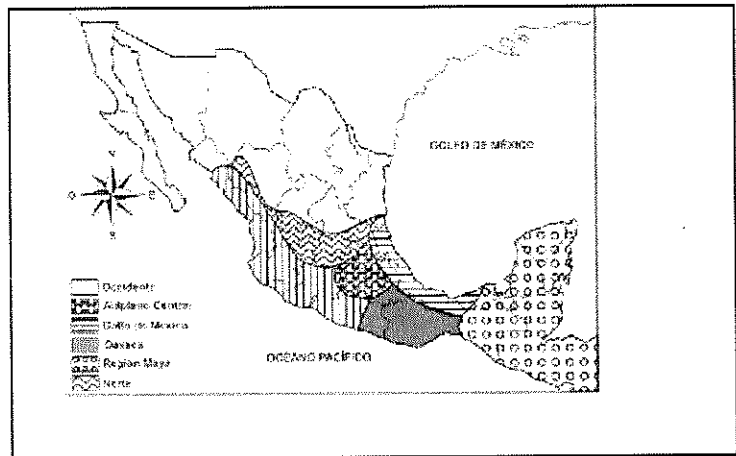 GOLFO DE MÉXICO
N
O
E
S
Occidente
Altiplano Central
Golfo de México
Oaxaca
Región Maya
Norte
OCÉANO PACÍFICO